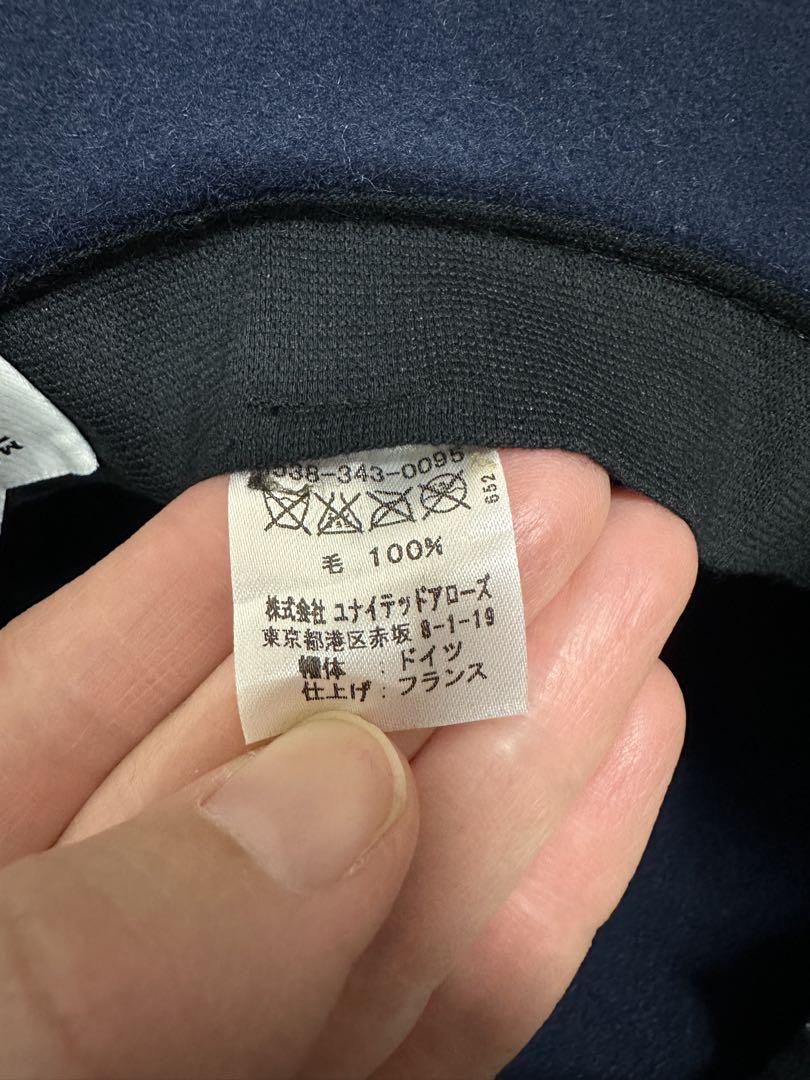 538-343-0095
652
毛 100%
株式会社 ユナイテッドアローズ
東京都港区赤坂 8-1-19
帽体 : ドイツ
仕上げ : フランス